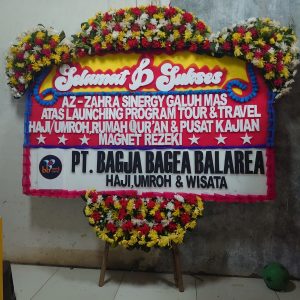 Selamat & Sukses
AZ - ZAHRA SINERGY GALUH MAS
ATAS LAUNCHING PROGRAM TOUR & TRAVEL
HAJI/UMROH,RUMAH QUR'AN & PUSAT KAJIAN
MAGNET REZEKI
PT. BAGJA BAGEA BALAREA
HAJI,UMROH & WISATA